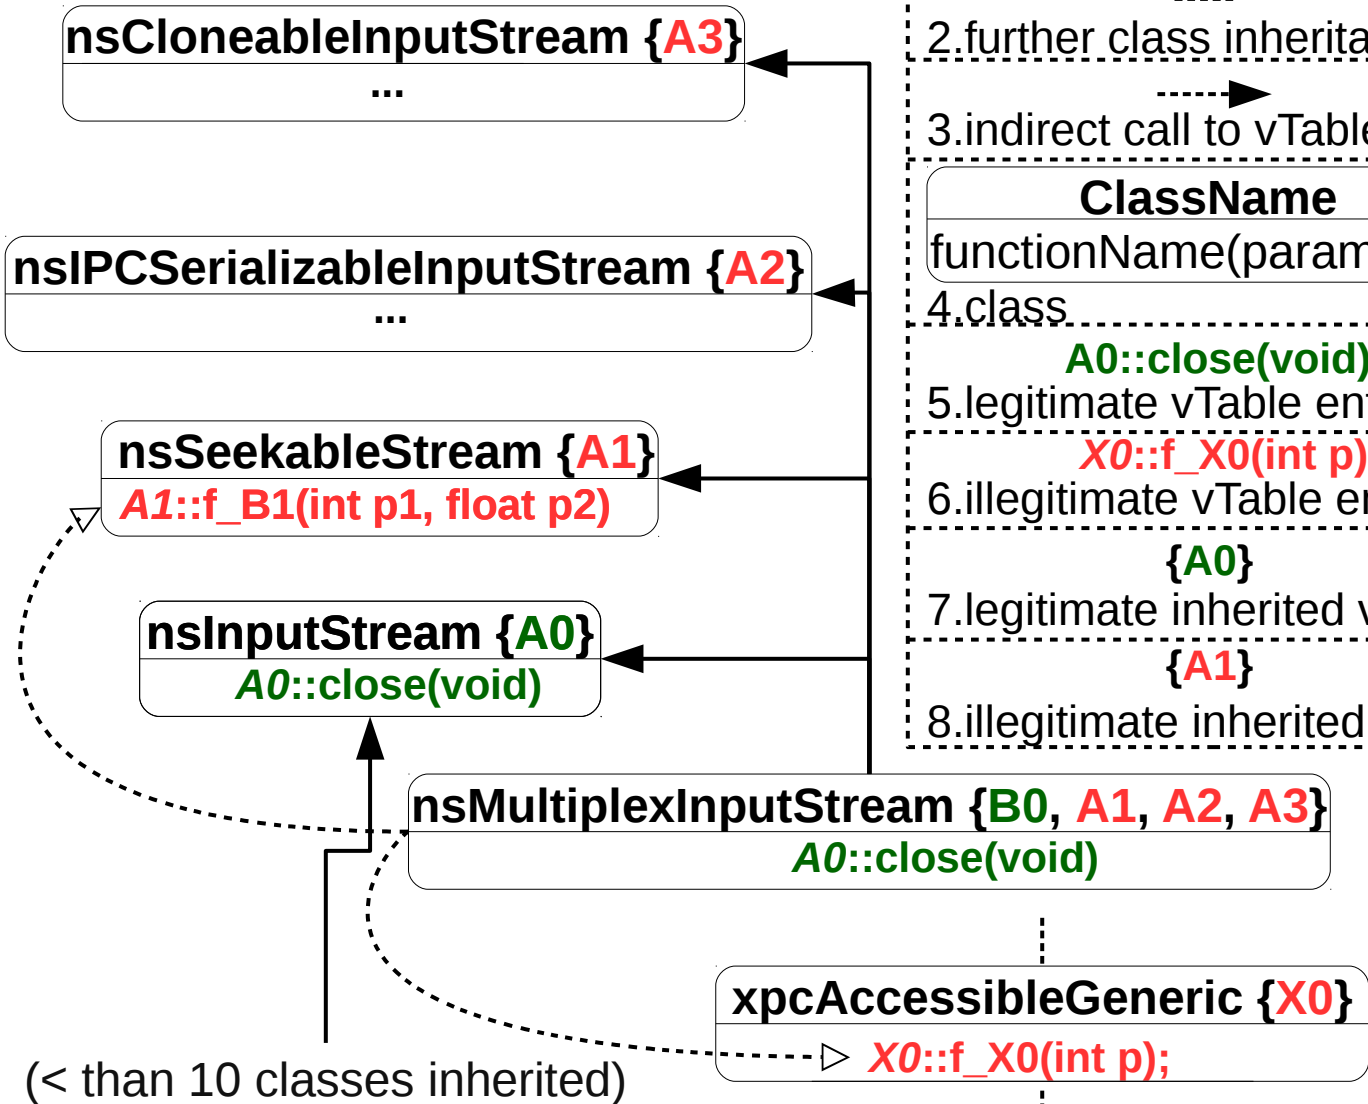 nsCloneableInputStream {A3}
...
nsIPCSerializableInputStream {A2}
...
nsSeekableStream {A1}
A1::f_B1(int p1, float p2)
nsInputStream {A0}
A0::close(void)
nsMultiplexInputStream {B0, A1, A2, A3}
A0::close(void)
xpcAccessibleGeneric {X0}
X0::f_X0(int p);
(< than 10 classes inherited)
2.further class inherita
3.indirect call to vTable
ClassName
functionName(param
4.class
A0::close(void)
5.legitimate vTable ent
X0::f_X0(int p)
6.illegitimate vTable en
{A0}
7.legitimate inherited v
{A1}
8.illegitimate inherited